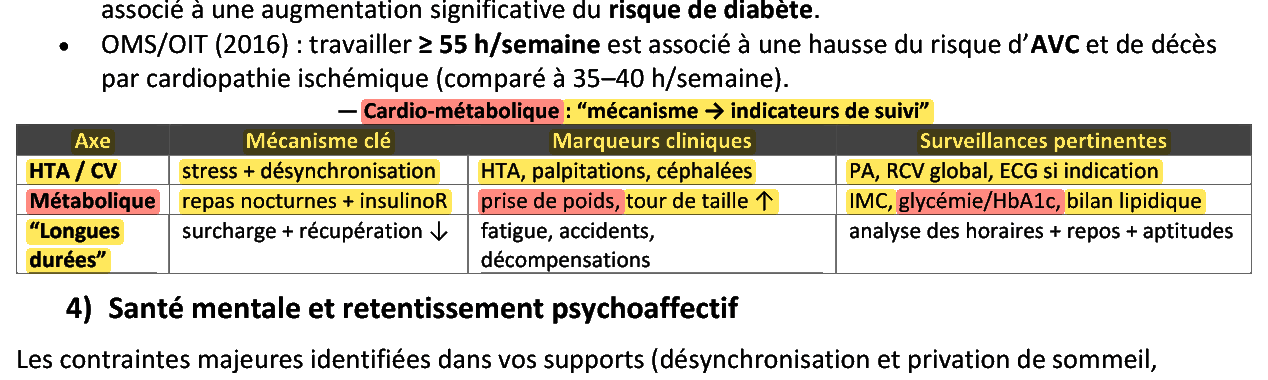 associé à une augmentation significative du risque de diabète.
• OMS/OIT (2016) : travailler ≥ 55 h/semaine est associé à une hausse du risque d’AVC et de décès
par cardiopathie ischémique (comparé à 35–40 h/semaine).
— Cardio-métabolique : “mécanisme → indicateurs de suivi”
Axe Mécanisme clé Marqueurs cliniques Surveillances pertinentes
HTA / CV stress + désynchronisation HTA, palpitations, céphalées PA, RCV global, ECG si indication
Métabolique repas nocturnes + insulinoR prise de poids, tour de taille ↑ IMC, glycémie/HbA1c, bilan lipidique
“Longues surcharge + récupération ↓ fatigue, accidents, analyse des horaires + repos + aptitudes
durées” décompensations
4) Santé mentale et retentissement psychoaffectif
Les contraintes majeures identifiées dans vos supports (désynchronisation et privation de sommeil,